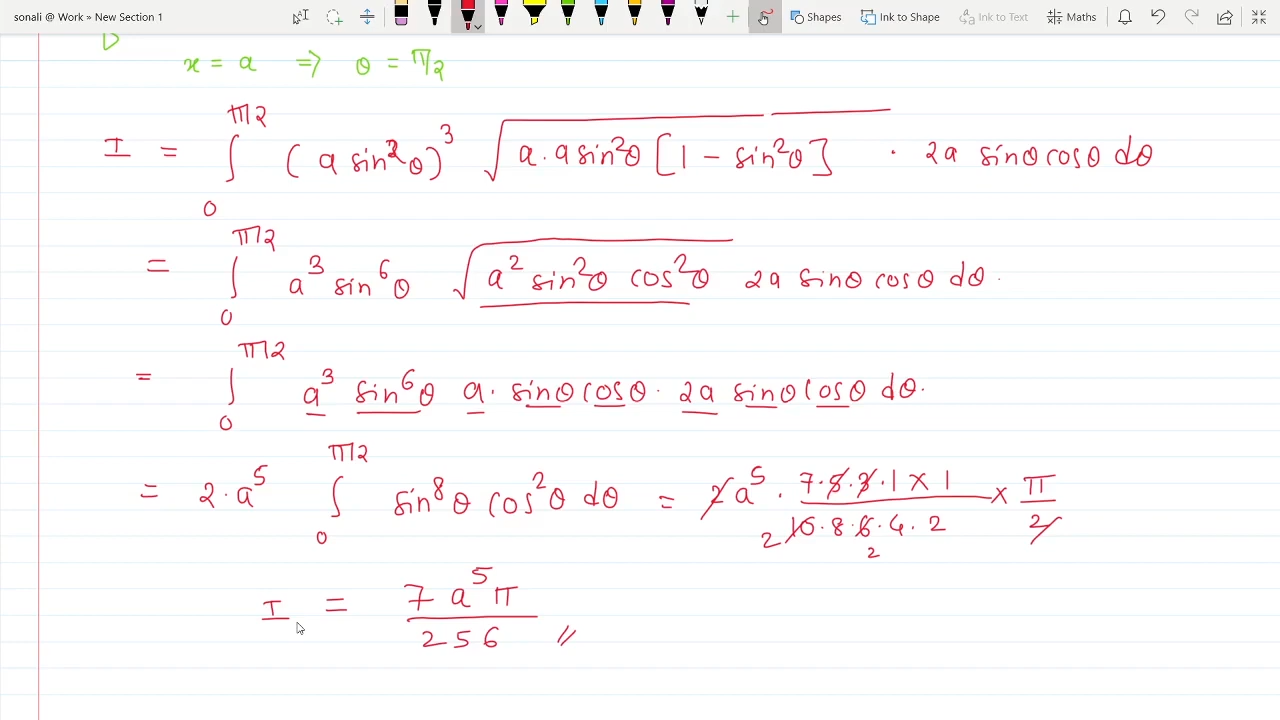 sonali @ Work » New Section 1 Shapes Ink to Shape Ink to Text Maths
x = a ⇒ θ = π/2
I = ∫₀^{π/2} (a sin²θ)³ √(a · a sin²θ [1 – sin²θ]) · 2a sinθ cosθ dθ
= ∫₀^{π/2} a³ sin⁶θ √(a² sin²θ cos²θ) 2a sinθ cosθ dθ.
= ∫₀^{π/2} a³ sin⁶θ a · sinθ cosθ · 2a sinθ cosθ dθ.
= 2 · a⁵ ∫₀^{π/2} sin⁸θ cos²θ dθ = 2a⁵ · (7·5·3·1 × 1)/(10·8·6·4·2) × π/2
2 2
I = 7a⁵π/256 //